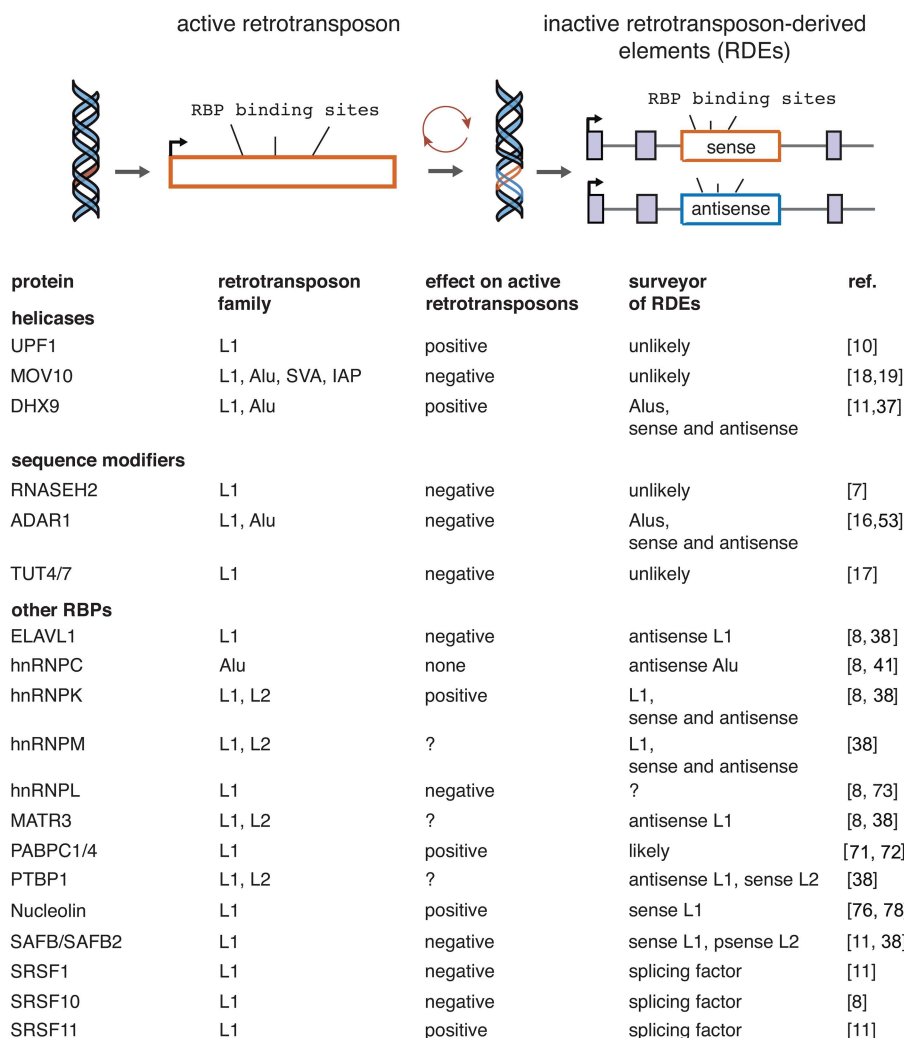 active retrotransposon
inactive retrotransposon-derived
elements (RDEs)
RBP binding sites
RBP binding sites
sense
antisense
protein retrotransposon family effect on active retrotransposons surveyor of RDEs ref.
helicases
UPF1 L1 positive unlikely [10]
MOV10 L1, Alu, SVA, IAP negative unlikely [18,19]
DHX9 L1, Alu positive Alus, [11,37]
sense and antisense
sequence modifiers
RNASEH2 L1 negative unlikely [7]
ADAR1 L1, Alu negative Alus, [16,53]
sense and antisense
TUT4/7 L1 negative unlikely [17]
other RBPs
ELAVL1 L1 negative antisense L1 [8, 38]
hnRNPC Alu none antisense Alu [8, 41]
hnRNPK L1, L2 positive L1, [8, 38]
sense and antisense
hnRNPM L1, L2 ? L1, [38]
sense and antisense
hnRNPL L1 negative ? [8, 73]
MATR3 L1, L2 ? antisense L1 [8, 38]
PABPC1/4 L1 positive likely [71, 72]
PTBP1 L1, L2 ? antisense L1, sense L2 [38]
Nucleolin L1 positive sense L1 [76, 78
SAFB/SAFB2 L1 negative sense L1, psense L2 [11, 38]
SRSF1 L1 negative splicing factor [11]
SRSF10 L1 negative splicing factor [8]
SRSF11 L1 positive splicing factor [11]